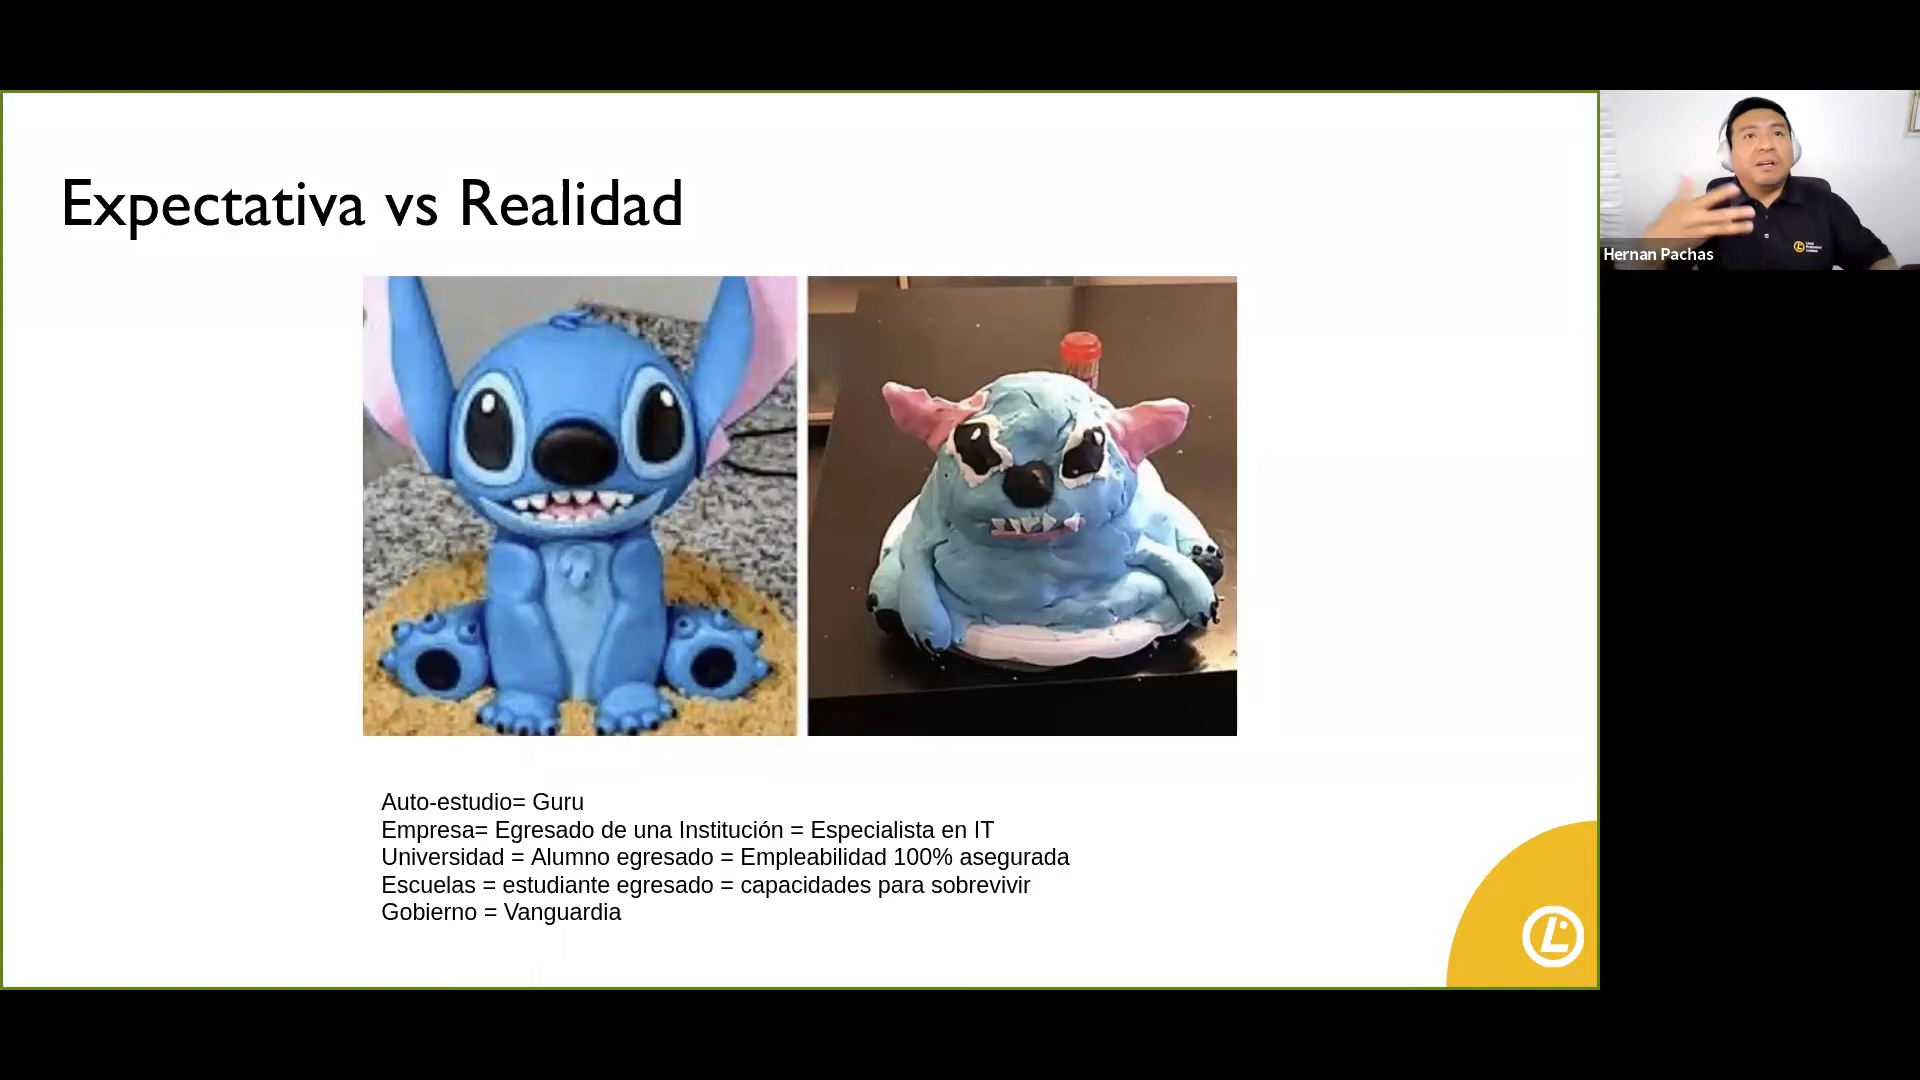 Expectativa vs Realidad
Auto-estudio= Guru
Empresa= Egresado de una Institución = Especialista en IT
Universidad = Alumno egresado = Empleabilidad 100% asegurada
Escuelas = estudiante egresado = capacidades para sobrevivir
Gobierno = Vanguardia
Hernan Pachas